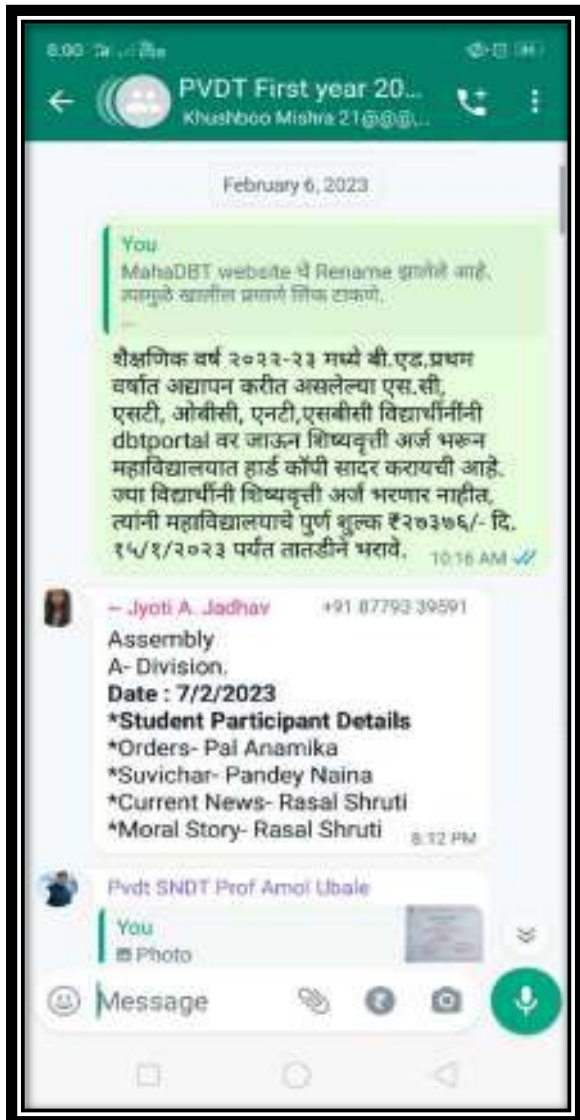 8:00
PVDT First year 20...
Khushboo Mishra 21@@@,...
February 6, 2023
You
MahaDBT website चे Rename झालेले आहे.
त्यामुळे खालील प्रमाणे लिंक टाकणे.
...
शैक्षणिक वर्ष २०२२-२३ मध्ये बी.एड.प्रथम
वर्षात अद्यापन करीत असलेल्या एस.सी,
एसटी, ओबीसी, एनटी,एसबीसी विद्यार्थीनींनी
dbtportal वर जाऊन शिष्यवृत्ती अर्ज भरून
महाविद्यालयात हार्ड कॉपी सादर करायची आहे.
ज्या विद्यार्थीनी शिष्यवृत्ती अर्ज भरणार नाहीत,
त्यांनी महाविद्यालयाचे पुर्ण शुल्क ₹२७३७६/- दि.
१५/१/२०२३ पर्यंत तातडीने भरावे.
10:16 AM
~ Jyoti A. Jadhav +91 87793 39591
Assembly
A- Division.
Date : 7/2/2023
*Student Participant Details
*Orders- Pal Anamika
*Suvichar- Pandey Naina
*Current News- Rasal Shruti
*Moral Story- Rasal Shruti
8:12 PM
Pvdt SNDT Prof Amol Ubale
You
Photo
Message